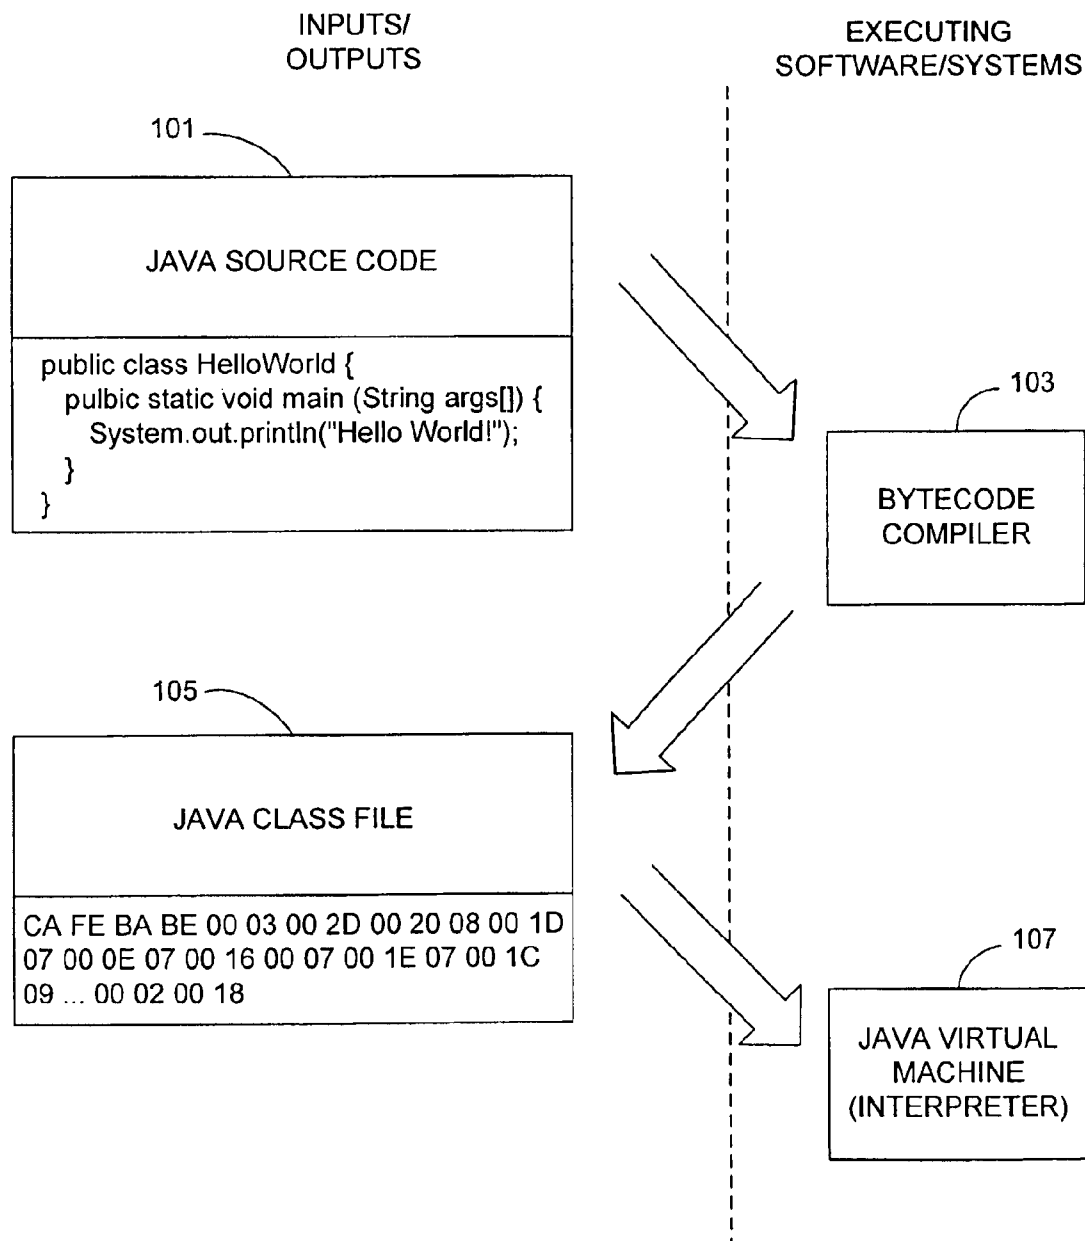 INPUTS/
OUTPUTS
EXECUTING
SOFTWARE/SYSTEMS
101
JAVA SOURCE CODE
public class HelloWorld {
pulbic static void main (String args[]) {
System.out.println("Hello World!");
}
}
103
BYTECODE
COMPILER
105
JAVA CLASS FILE
CA FE BA BE 00 03 00 2D 00 20 08 00 1D
07 00 0E 07 00 16 00 07 00 1E 07 00 1C
09 ... 00 02 00 18
107
JAVA VIRTUAL
MACHINE
(INTERPRETER)